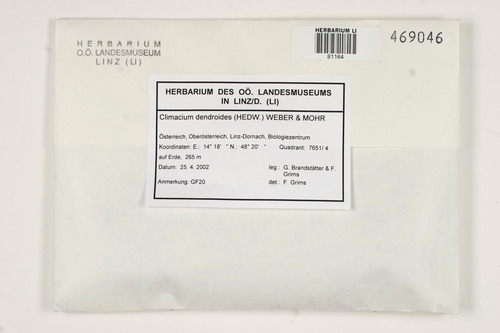 HERBARIUM
O.Ö. LANDESMUSEUM
LINZ (LI)
HERBARIUM LI
81164
469046
HERBARIUM DES OÖ. LANDESMUSEUMS
IN LINZ/D. (LI)
Climacium dendroides (HEDW.) WEBER & MOHR
Österreich, Oberösterreich, Linz-Dornach, Biologiezentrum
Koordinaten: E.: 14° 18' " N.: 48° 20' " Quadrant: 7651/ 4
auf Erde, 265 m
Datum: 25. 4. 2002 leg.: G. Brandstätter & F. Grims
Anmerkung: GF20 det.: F. Grims